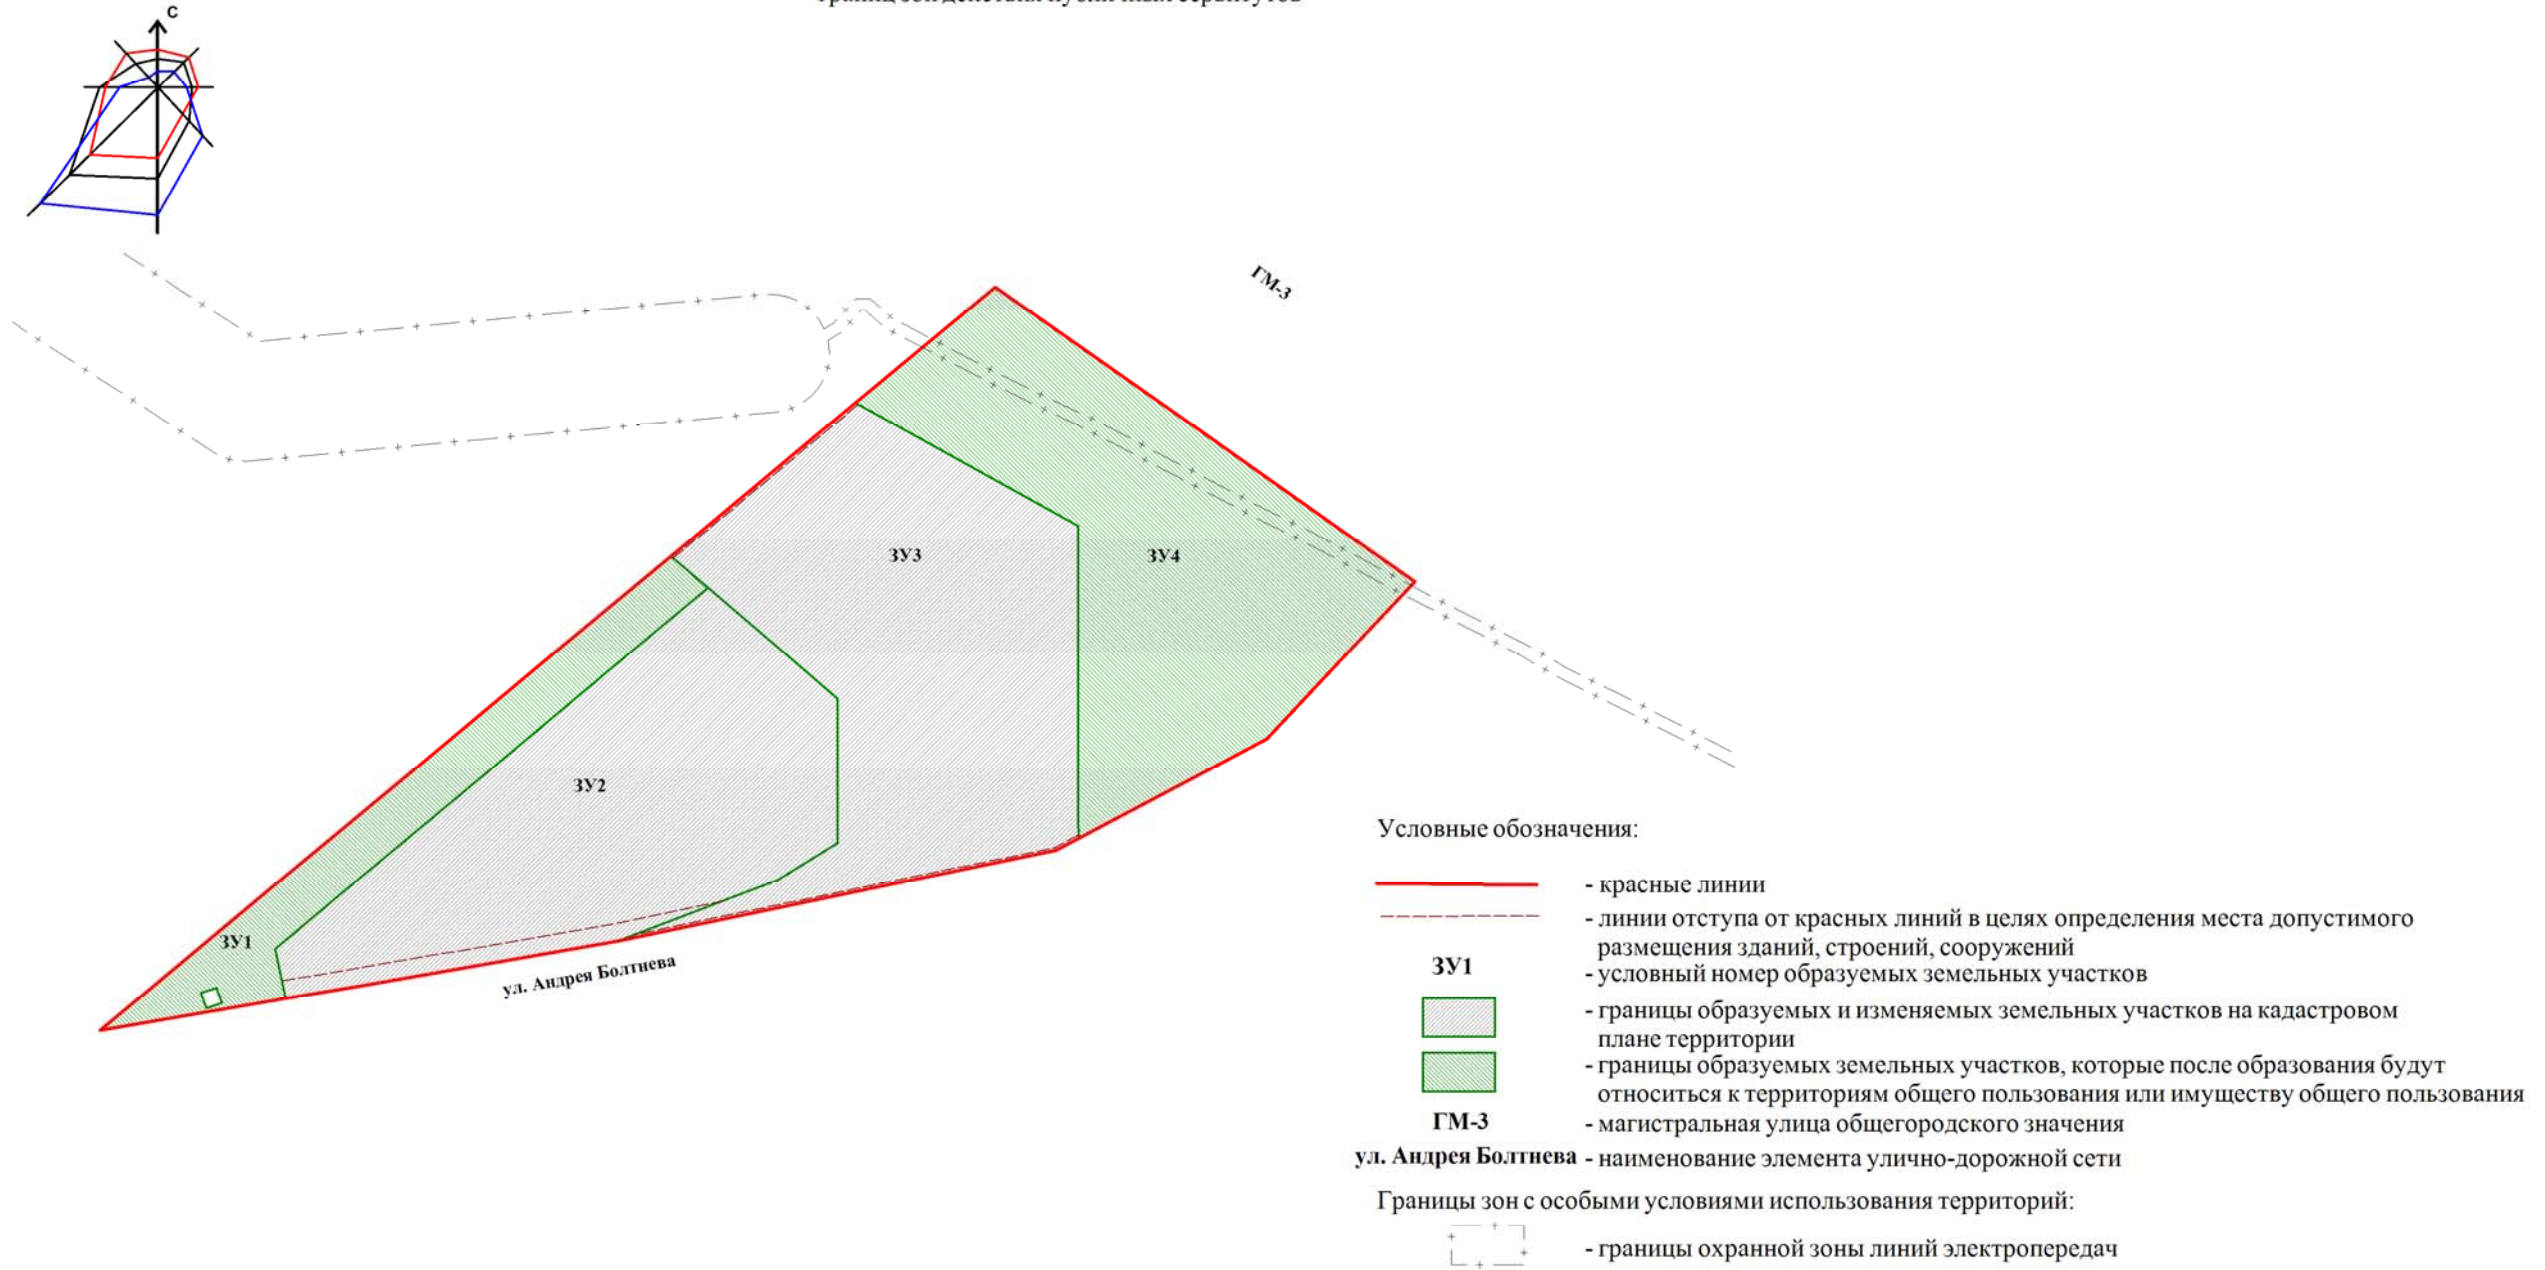 С
ГМ-3
ЗУ3
ЗУ4
ЗУ2
ЗУ1
ул. Андрея Болтнева
Условные обозначения:
- красные линии
- линии отступа от красных линий в целях определения места допустимого
размещения зданий, строений, сооружений
ЗУ1
- условный номер образуемых земельных участков
- границы образуемых и изменяемых земельных участков на кадастровом
плане территории
- границы образуемых земельных участков, которые после образования будут
относиться к территориям общего пользования или имуществу общего пользования
ГМ-3 - магистральная улица общегородского значения
ул. Андрея Болтнева - наименование элемента улично-дорожной сети
Границы зон с особыми условиями использования территорий:
- границы охранной зоны линий электропередач